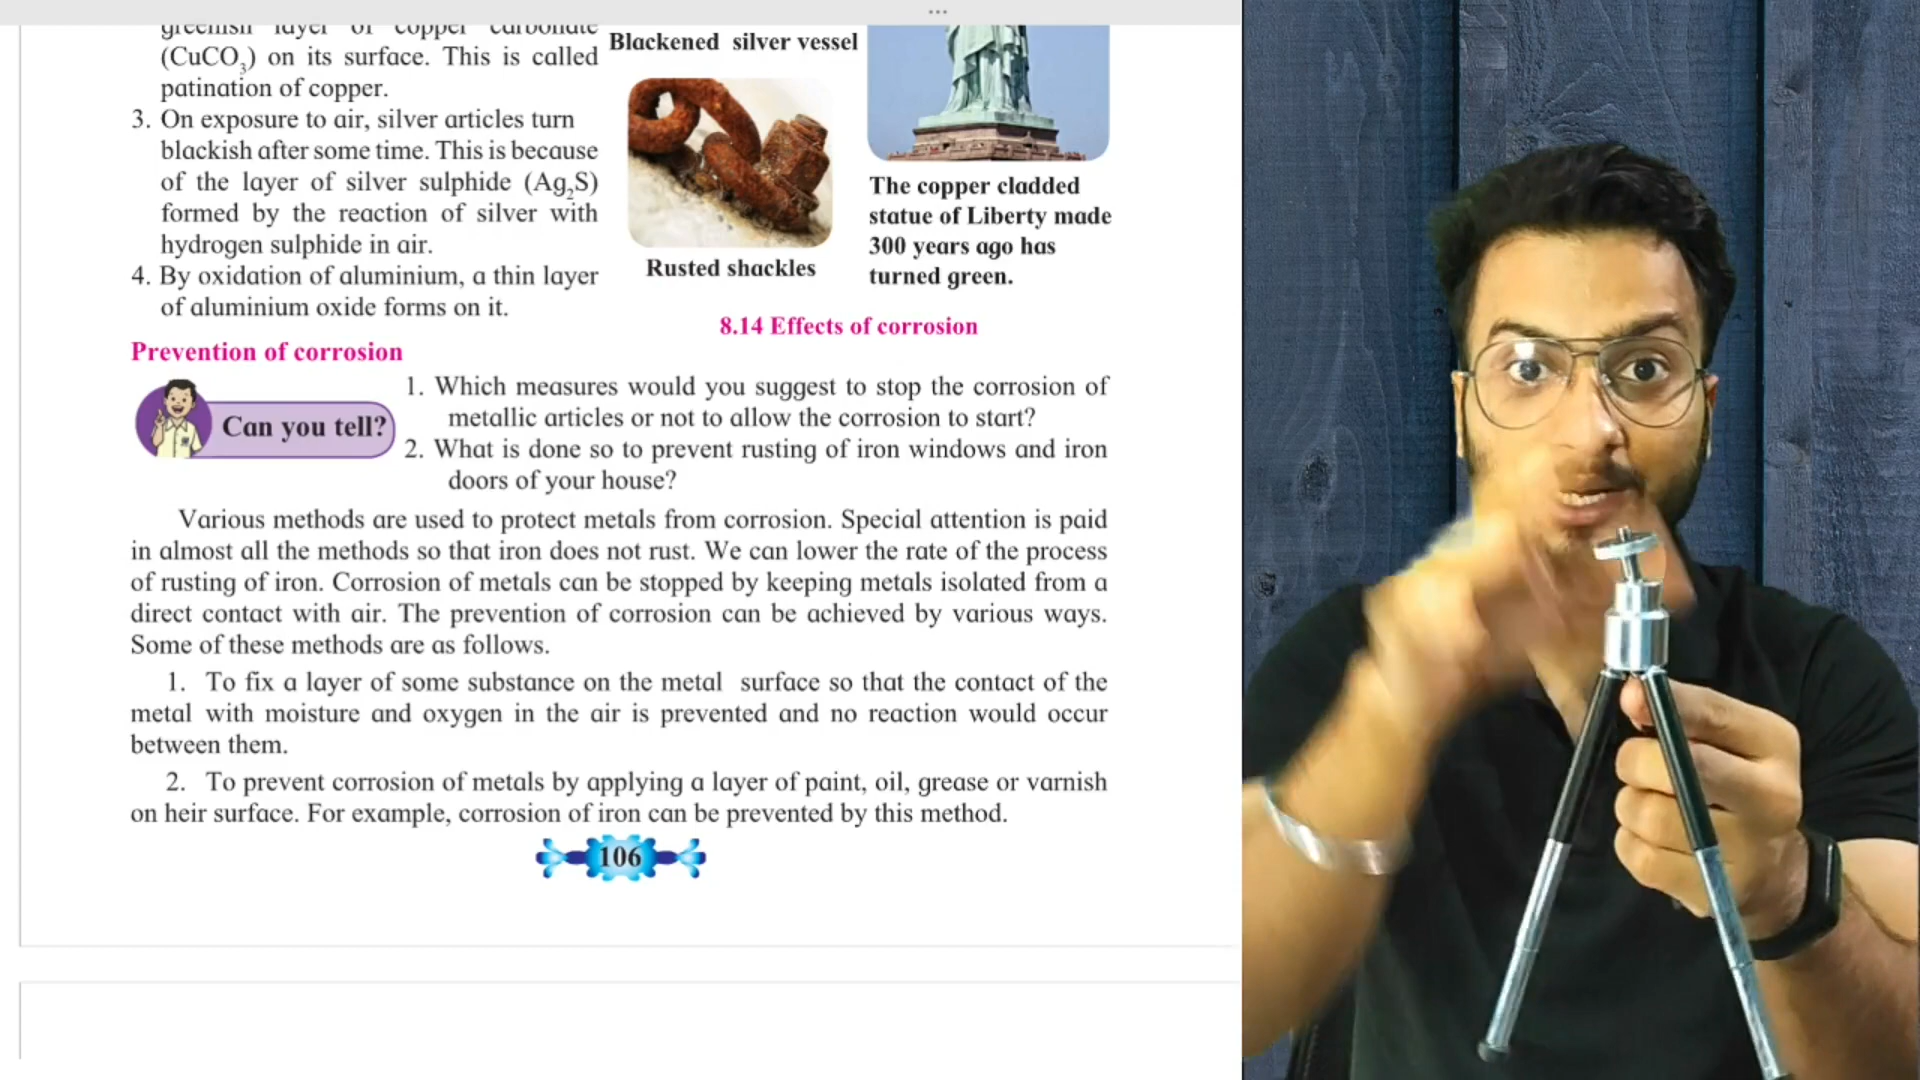 greenish layer of copper carbonate
(CuCO₃) on its surface. This is called
patination of copper.
3. On exposure to air, silver articles turn
blackish after some time. This is because
of the layer of silver sulphide (Ag₂S)
formed by the reaction of silver with
hydrogen sulphide in air.
4. By oxidation of aluminium, a thin layer
of aluminium oxide forms on it.
Blackened silver vessel
Rusted shackles
The copper cladded
statue of Liberty made
300 years ago has
turned green.
8.14 Effects of corrosion
Prevention of corrosion
Can you tell?
1. Which measures would you suggest to stop the corrosion of
metallic articles or not to allow the corrosion to start?
2. What is done so to prevent rusting of iron windows and iron
doors of your house?
Various methods are used to protect metals from corrosion. Special attention is paid
in almost all the methods so that iron does not rust. We can lower the rate of the process
of rusting of iron. Corrosion of metals can be stopped by keeping metals isolated from a
direct contact with air. The prevention of corrosion can be achieved by various ways.
Some of these methods are as follows.
1. To fix a layer of some substance on the metal surface so that the contact of the
metal with moisture and oxygen in the air is prevented and no reaction would occur
between them.
2. To prevent corrosion of metals by applying a layer of paint, oil, grease or varnish
on heir surface. For example, corrosion of iron can be prevented by this method.
106